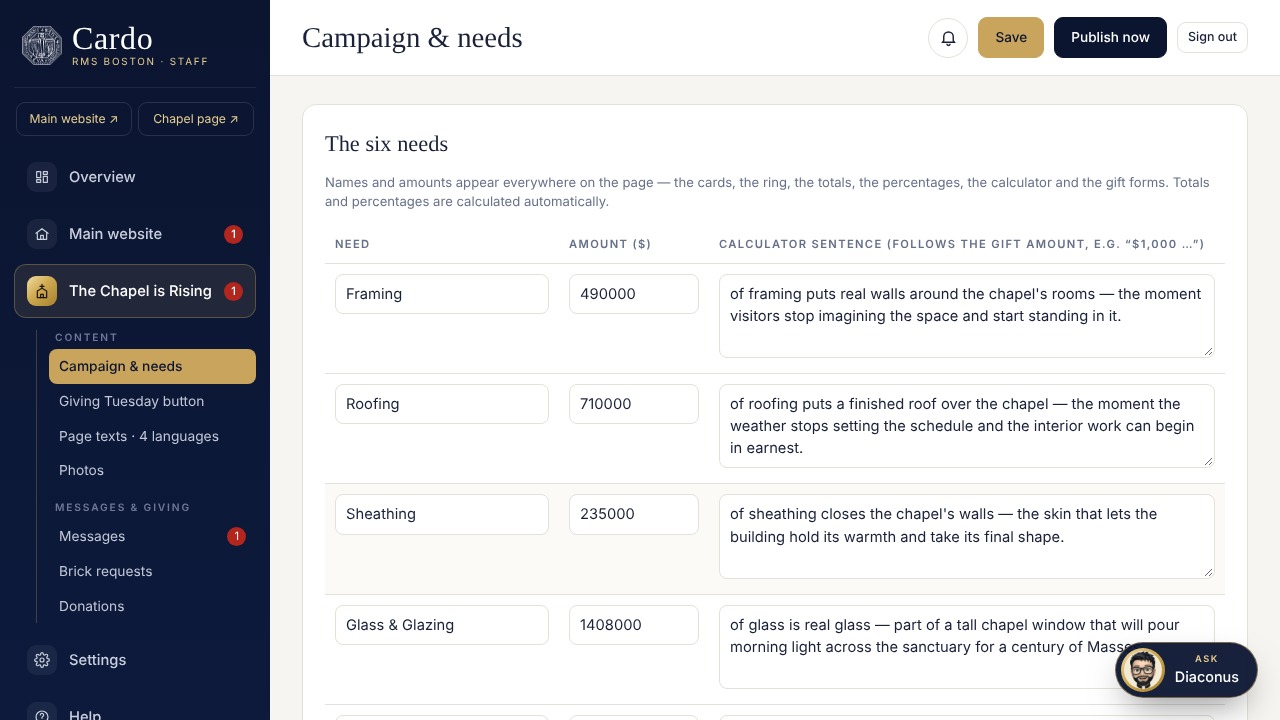 Cardo
RMS BOSTON · STAFF
Main website ↗
Chapel page ↗
Overview
Main website
1
The Chapel is Rising
1
CONTENT
Campaign & needs
Giving Tuesday button
Page texts · 4 languages
Photos
MESSAGES & GIVING
Messages
1
Brick requests
Donations
Settings
Help
Campaign & needs
Save
Publish now
Sign out
The six needs
Names and amounts appear everywhere on the page — the cards, the ring, the totals, the percentages, the calculator and the gift forms. Totals
and percentages are calculated automatically.
NEED
AMOUNT ($)
CALCULATOR SENTENCE (FOLLOWS THE GIFT AMOUNT, E.G. “$1,000 …”)
Framing
490000
of framing puts real walls around the chapel's rooms — the moment
visitors stop imagining the space and start standing in it.
Roofing
710000
of roofing puts a finished roof over the chapel — the moment the
weather stops setting the schedule and the interior work can begin
in earnest.
Sheathing
235000
of sheathing closes the chapel's walls — the skin that lets the
building hold its warmth and take its final shape.
Glass & Glazing
1408000
of glass is real glass — part of a tall chapel window that will pour
morning light across the sanctuary for a century of
ASK
Diaconus